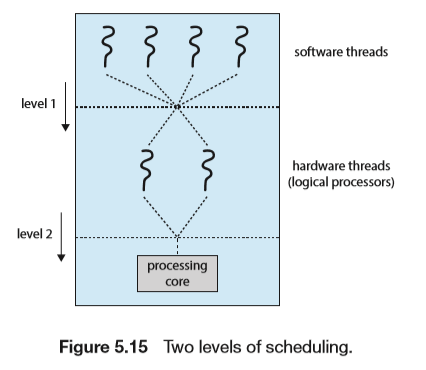 software threads
level 1
hardware threads
(logical processors)
level 2
processing
core
Figure 5.15 Two levels of scheduling.